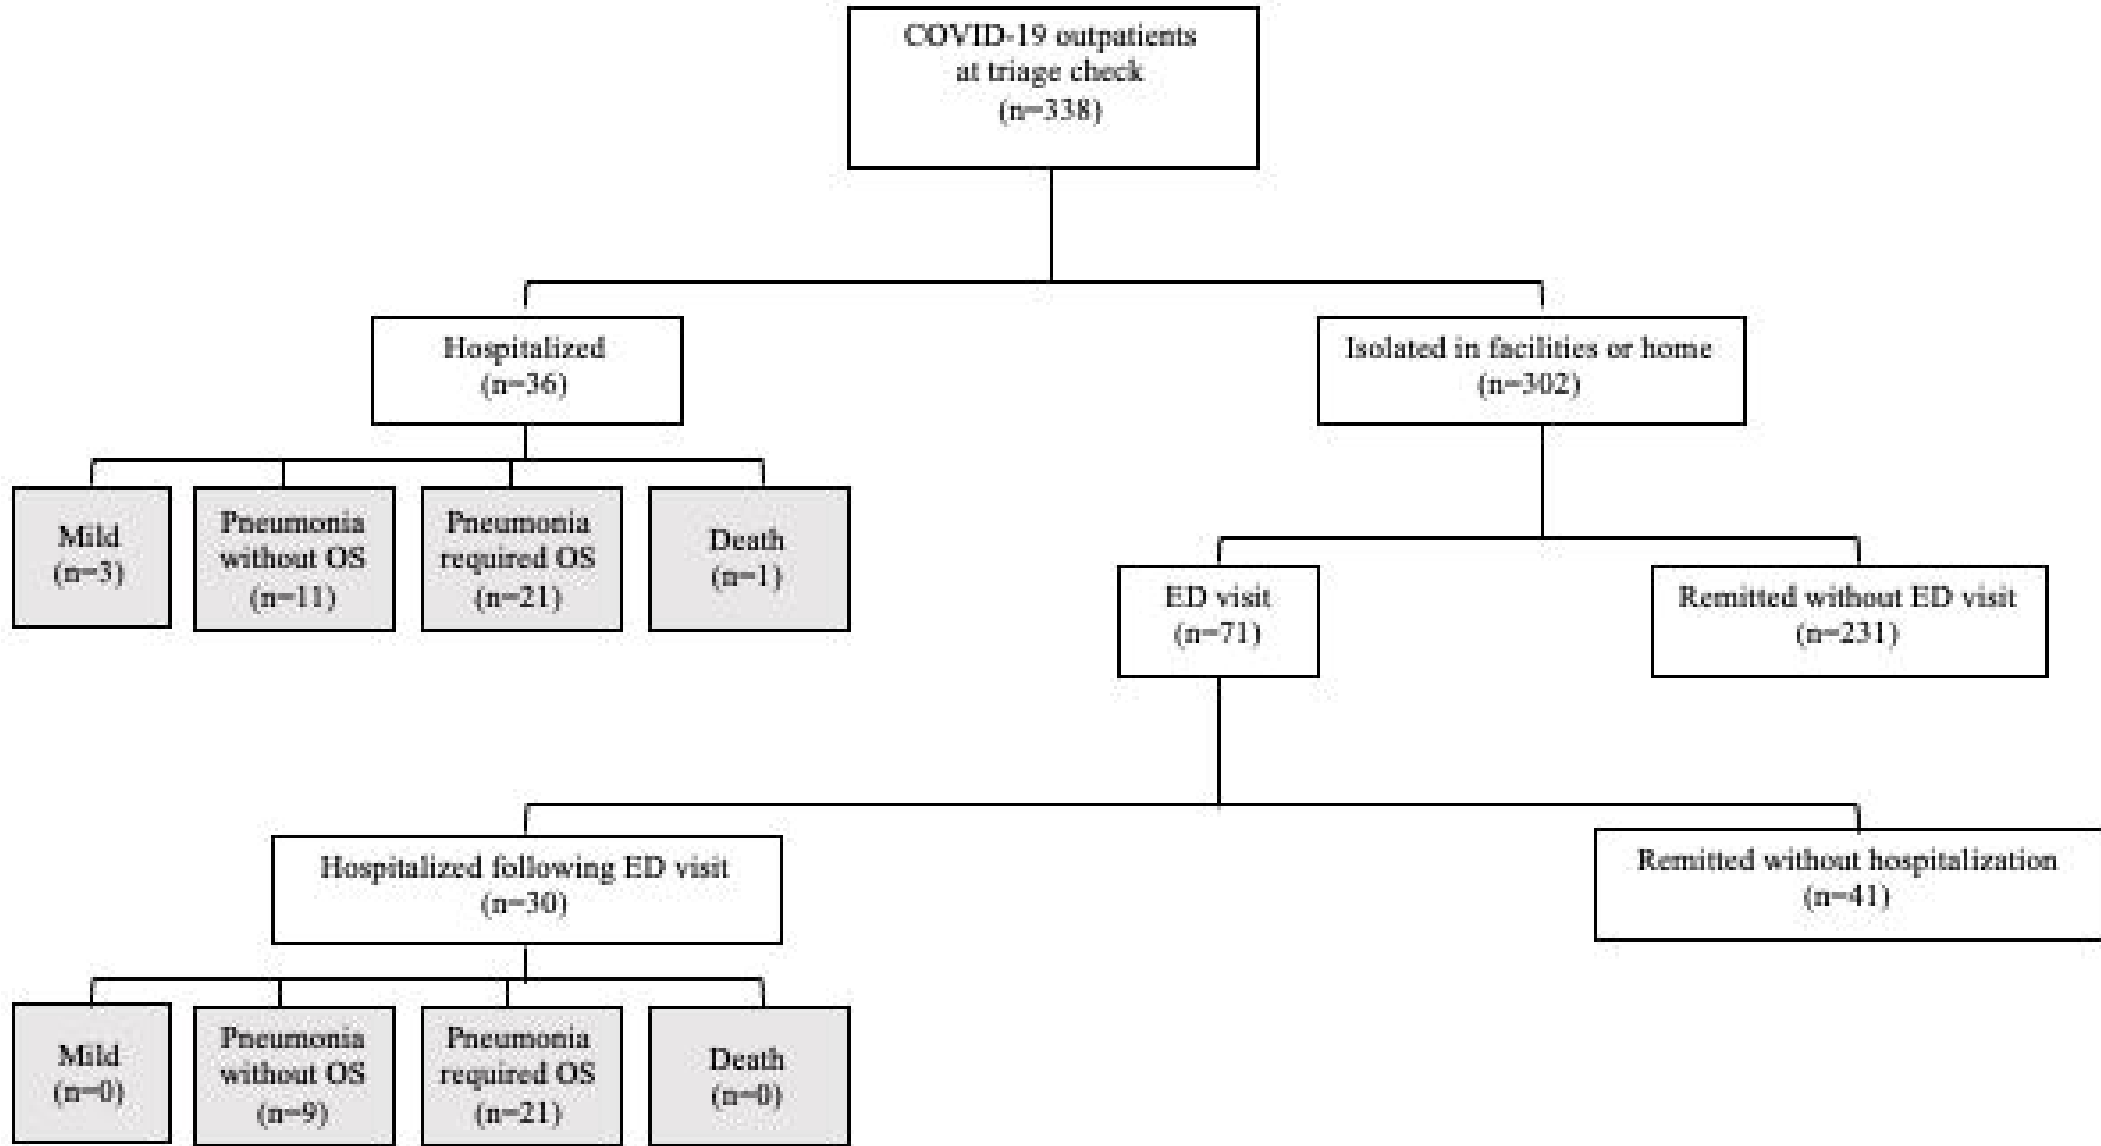 COVID-19 outpatients
at triage check
(n=338)
Hospitalized
(n=36)
Isolated in facilities or home
(n=302)
Mild
(n=3)
Pneumonia
without OS
(n=11)
Pneumonia
required OS
(n=21)
Death
(n=1)
ED visit
(n=71)
Remitted without ED visit
(n=231)
Hospitalized following ED visit
(n=30)
Remitted without hospitalization
(n=41)
Mild
(n=0)
Pneumonia
without OS
(n=9)
Pneumonia
required OS
(n=21)
Death
(n=0)